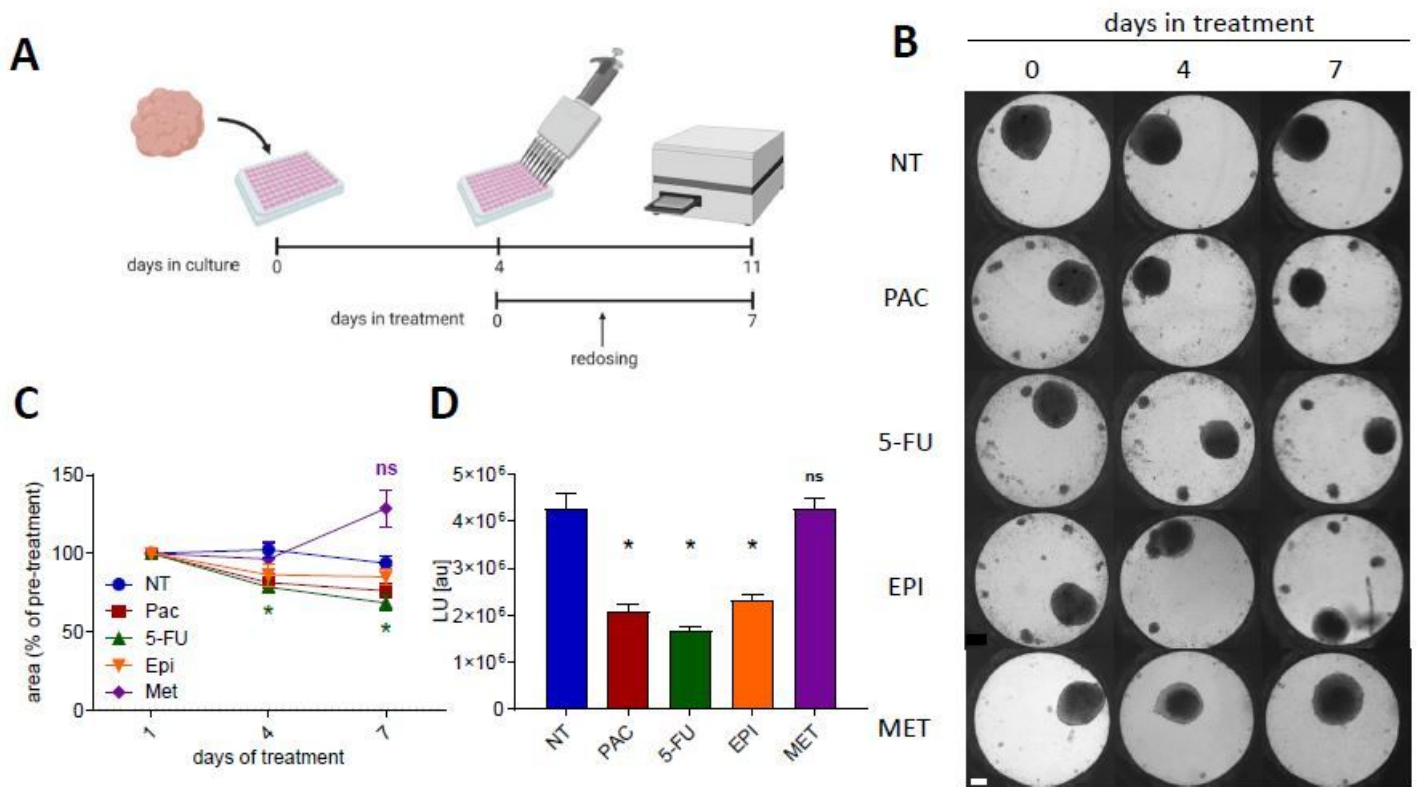 A
days in culture
0
4
11
days in treatment
0
7
redosing
B
days in treatment
0
4
7
NT
PAC
5-FU
EPI
MET
C
area (% of pre-treatment)
150
100
50
0
ns
*
*
NT
Pac
5-FU
Epi
Met
1
4
7
days of treatment
D
LU [au]
5×10⁶
4×10⁶
3×10⁶
2×10⁶
1×10⁶
0
*
*
*
ns
NT
PAC
5-FU
EPI
MET